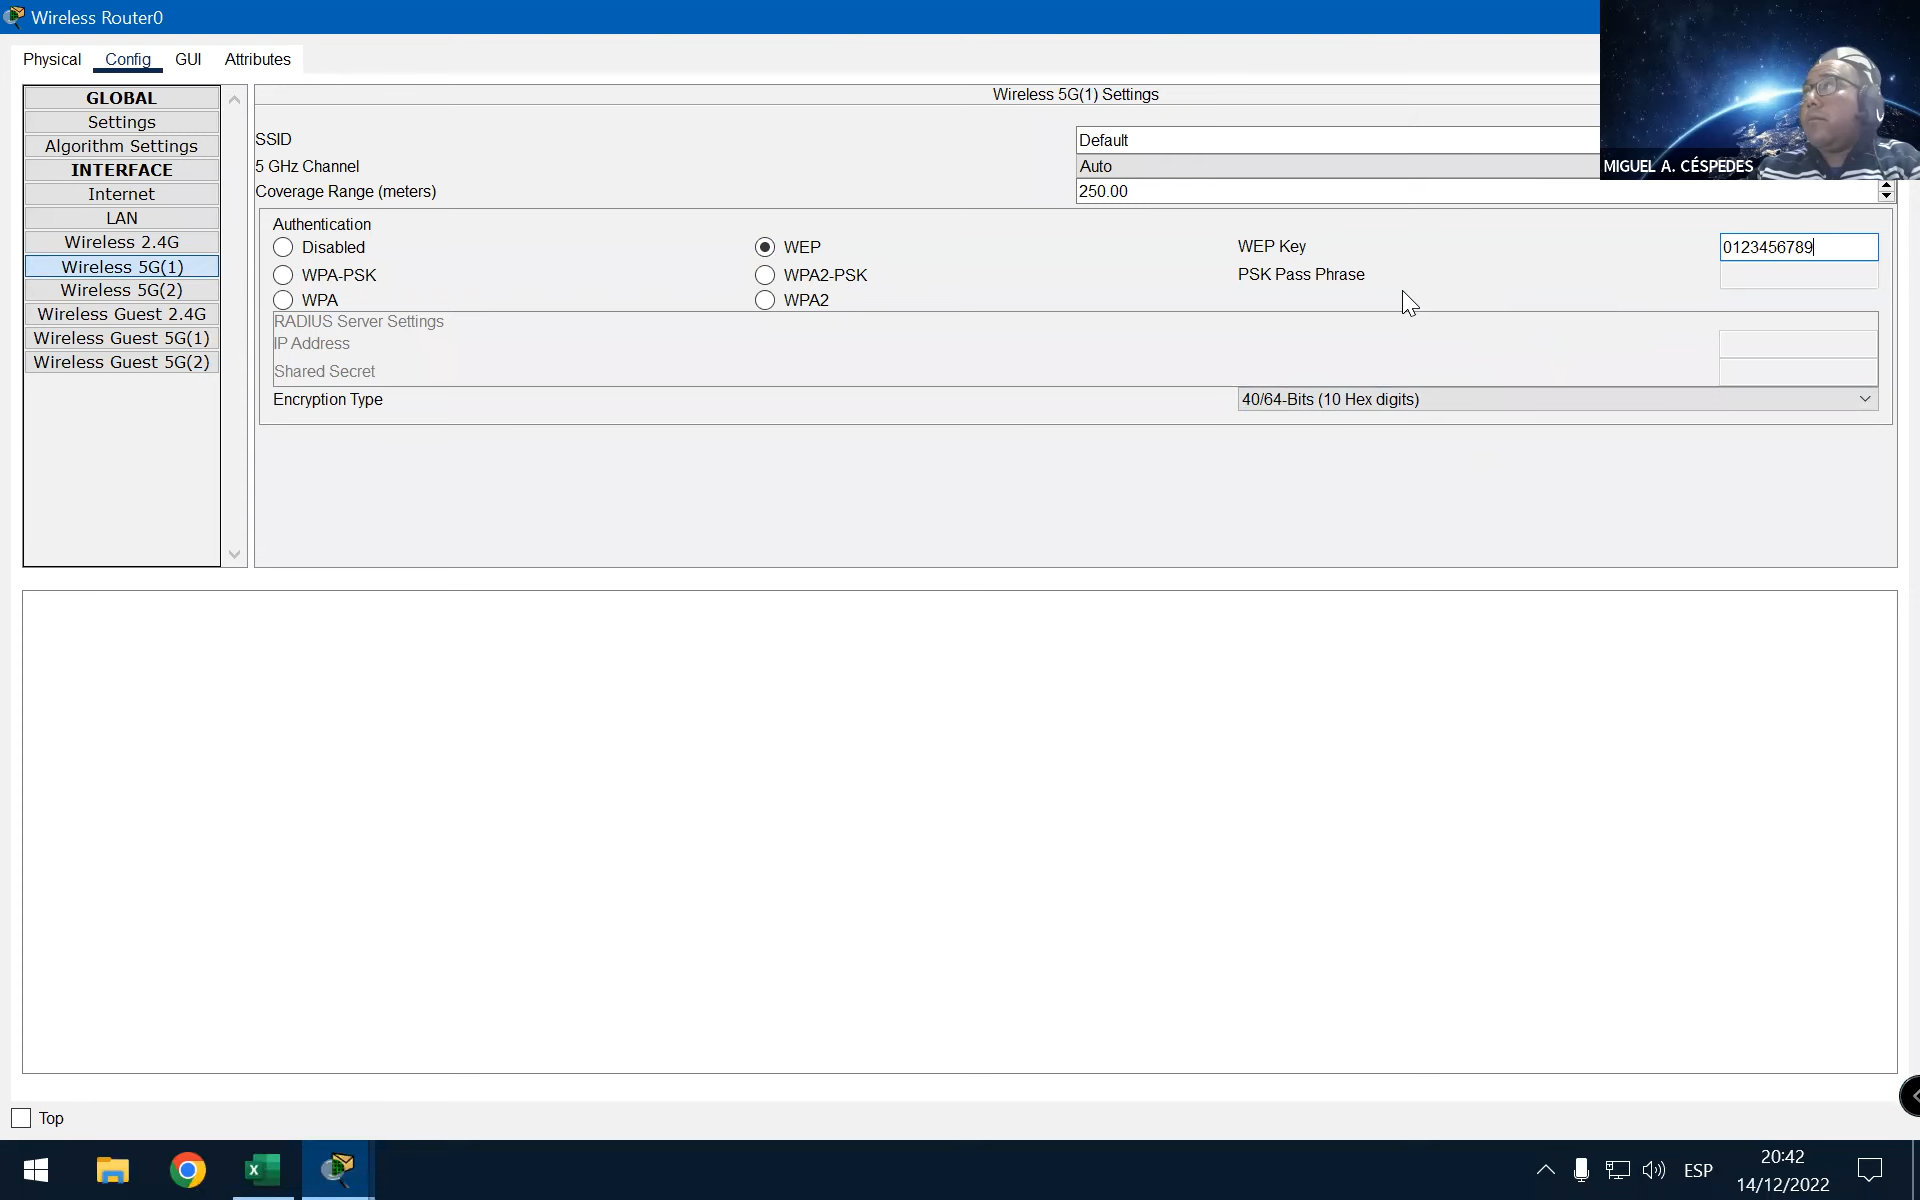 Wireless Router0
Physical Config GUI Attributes
GLOBAL
Settings
Algorithm Settings
INTERFACE
Internet
LAN
Wireless 2.4G
Wireless 5G(1)
Wireless 5G(2)
Wireless Guest 2.4G
Wireless Guest 5G(1)
Wireless Guest 5G(2)
Wireless 5G(1) Settings
SSID Default
5 GHz Channel Auto
Coverage Range (meters) 250.00
Authentication
Disabled WEP WEP Key 0123456789
WPA-PSK WPA2-PSK PSK Pass Phrase
WPA WPA2
RADIUS Server Settings
IP Address
Shared Secret
Encryption Type 40/64-Bits (10 Hex digits)
MIGUEL A. CÉSPEDES
Top
ESP
20:42
14/12/2022